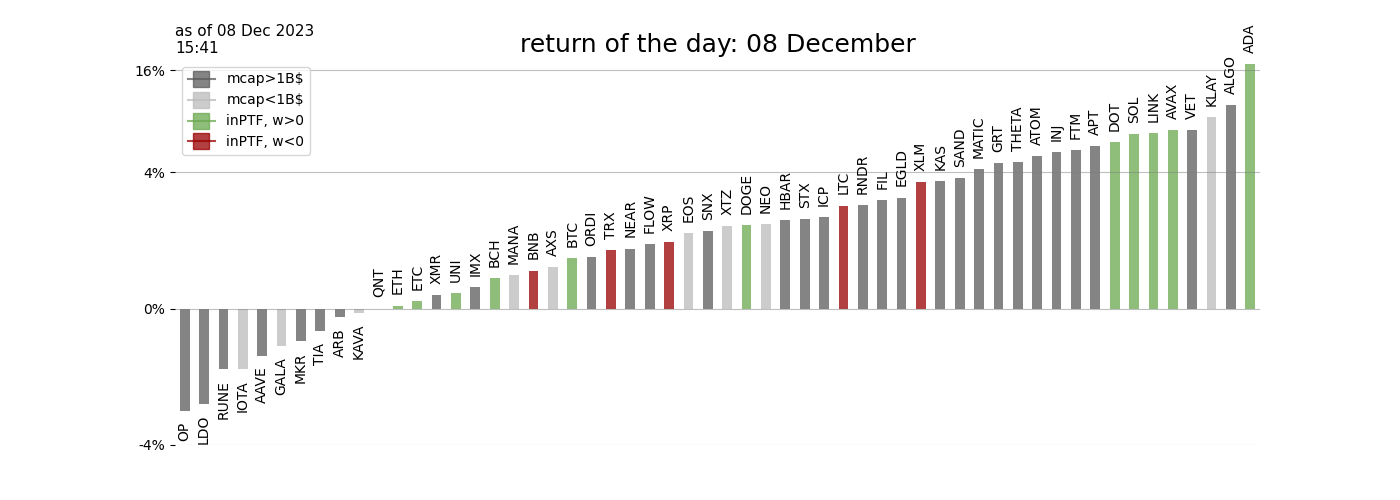 as of 08 Dec 2023
15:41
return of the day: 08 December
mcap>1B$
mcap<1B$
inPTF, w>0
inPTF, w<0
16%
4%
0%
-4%
OP
LDO
RUNE
IOTA
AAVE
GALA
MKR
TIA
ARB
KAVA
QNT
ETH
ETC
XMR
UNI
IMX
BCH
MANA
BNB
AXS
BTC
ORDI
TRX
NEAR
FLOW
XRP
EOS
SNX
XTZ
DOGE
NEO
HBAR
STX
ICP
LTC
RNDR
FIL
EGLD
XLM
KAS
SAND
MATIC
GRT
THETA
ATOM
INJ
FTM
APT
DOT
SOL
LINK
AVAX
VET
KLAY
ALGO
ADA